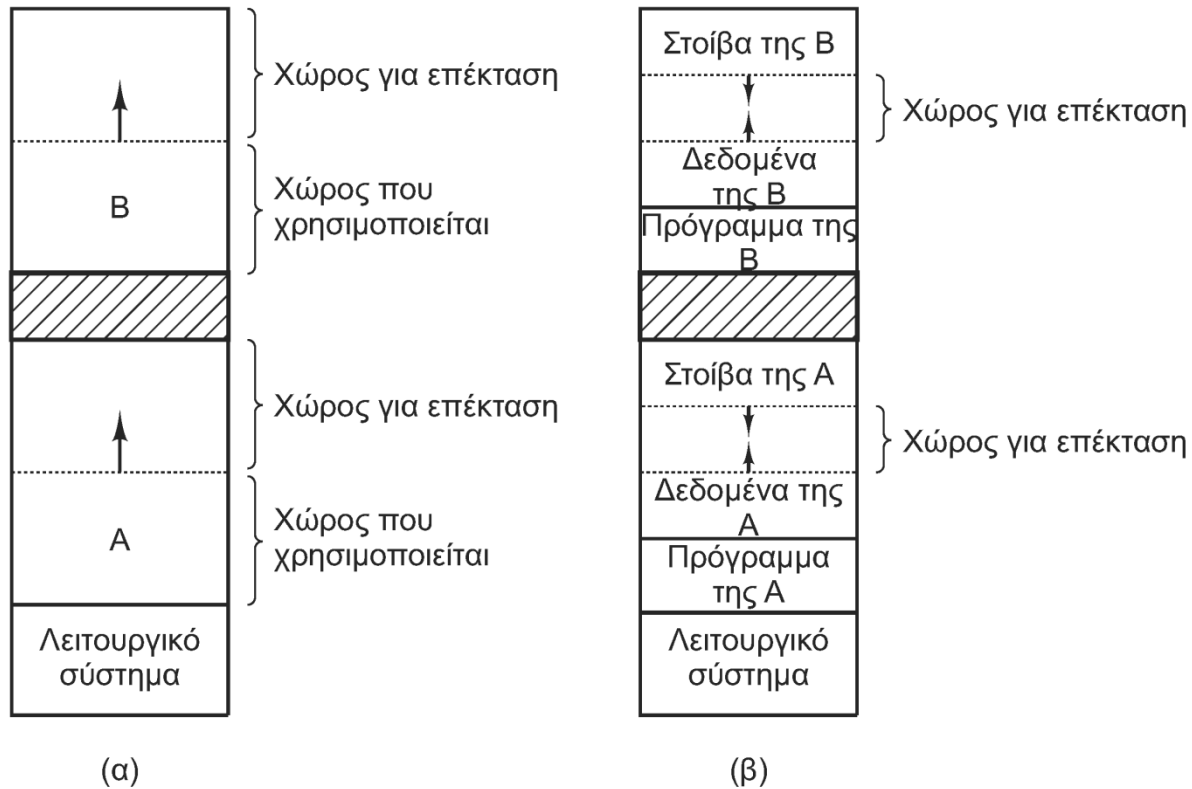 Χώρος για επέκταση
Χώρος που
χρησιμοποιείται
Β
Χώρος για επέκταση
Χώρος που
χρησιμοποιείται
Α
Λειτουργικό
σύστημα
(α)
Στοίβα της Β
Χώρος για επέκταση
Δεδομένα
της Β
Πρόγραμμα της
Β
Στοίβα της Α
Χώρος για επέκταση
Δεδομένα της
Α
Πρόγραμμα
της Α
Λειτουργικό
σύστημα
(β)